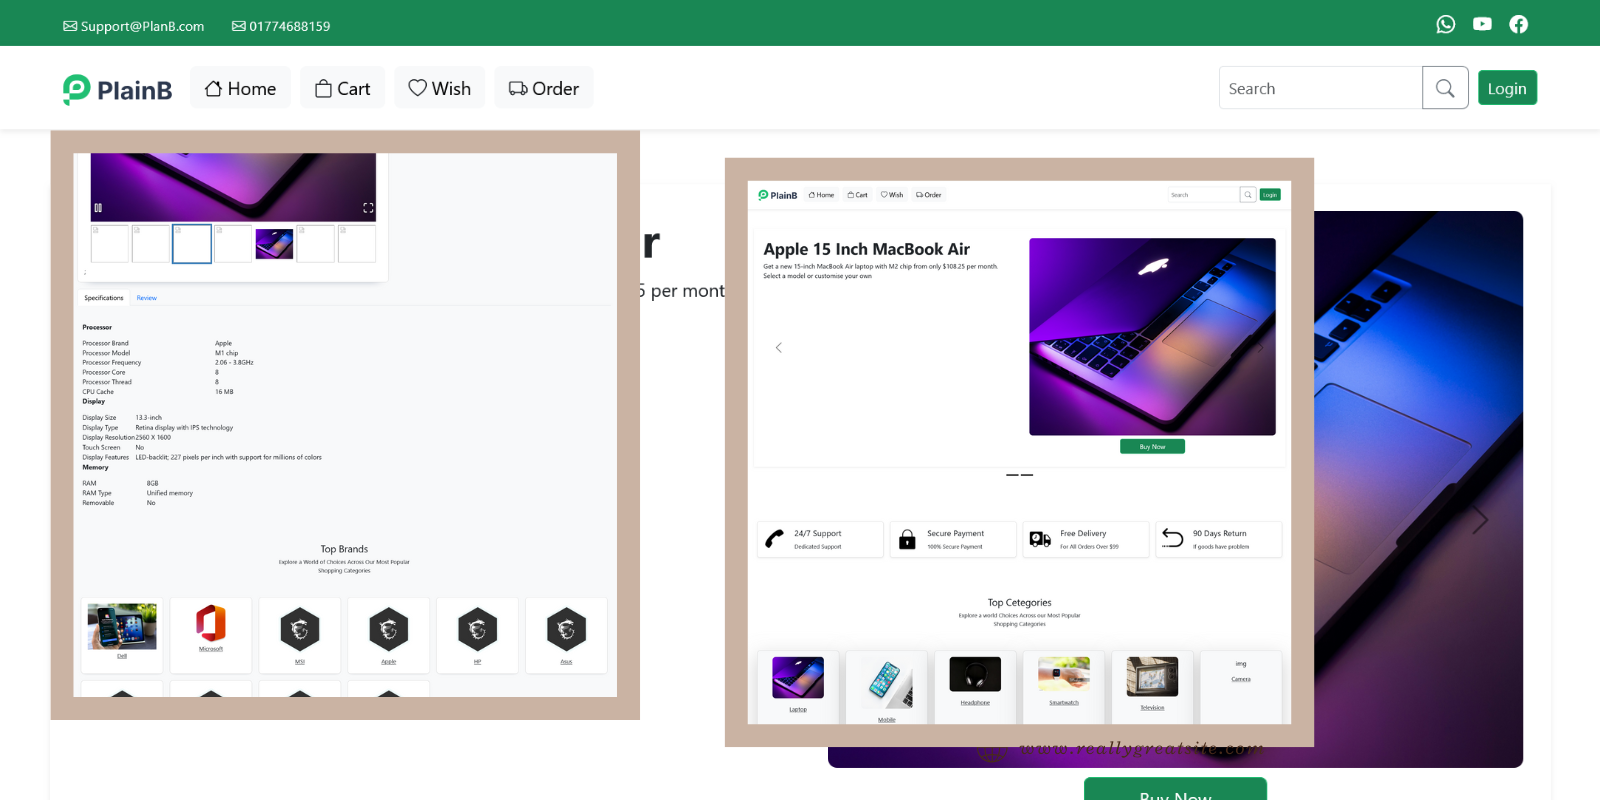 Support@PlanB.com 01774688159
PlainB Home Cart Wish Order Search Login
r
5 per mont
Specifications Review
Processor
Processor Brand Apple
Processor Model M1 chip
Processor Frequency 2.06 - 3.8GHz
Processor Core 8
Processor Thread 8
CPU Cache 16 MB
Display
Display Size 13.3-inch
Display Type Retina display with IPS technology
Display Resolution 2560 X 1600
Touch Screen No
Display Features LED-backlit; 227 pixels per inch with support for millions of colors
Memory
RAM 8GB
RAM Type Unified memory
Removable No
Top Brands
Explore a World of Choices Across Our Most Popular
Shopping Categories
Dell Microsoft MSI Apple HP Asus
PlainB Home Cart Wish Order Search Login
Apple 15 Inch MacBook Air
Get a new 15-inch MacBook Air laptop with M2 chip from only $108.25 per month.
Select a model or customise your own
Buy Now
24/7 Support
Dedicated Support
Secure Payment
100% Secure Payment
Free Delivery
For All Orders Over $99
90 Days Return
If goods have problem
Top Cetegories
Explore a world Choices Across our Most Popular
Shopping Categories
img
Laptop Mobile Headphone Smartwatch Television Camera
www.reallygreatsite.com
Buy Now